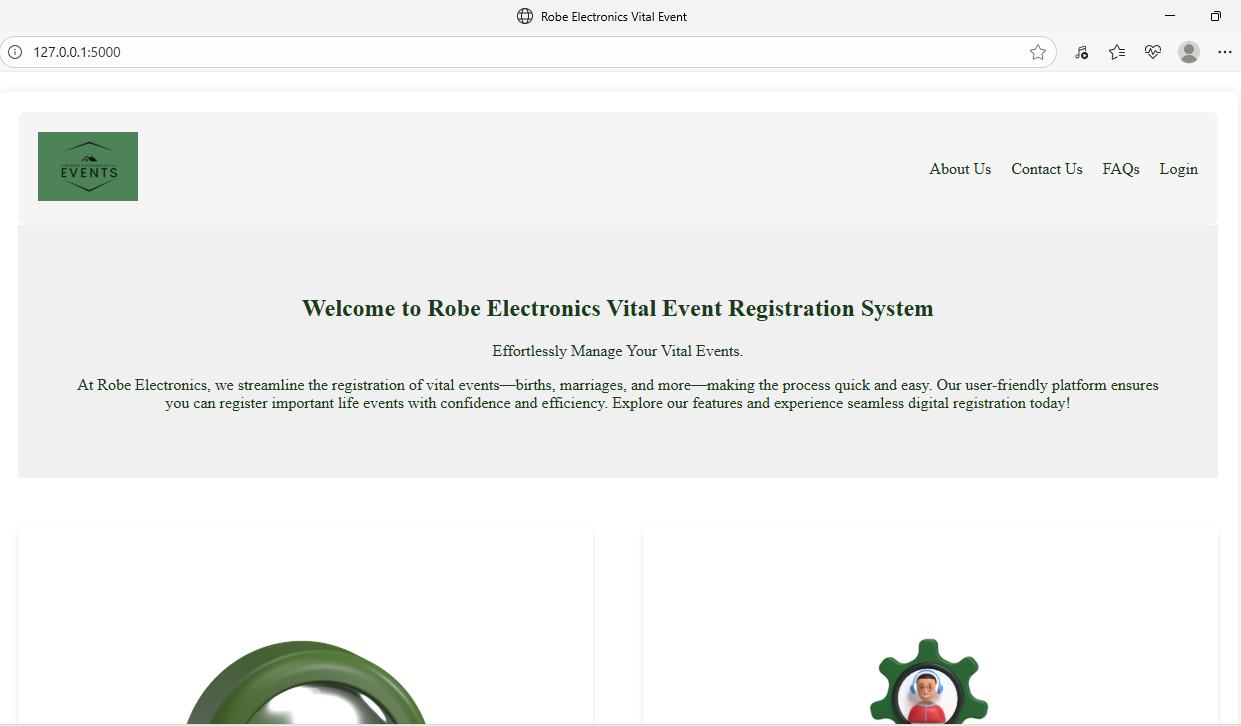 Robe Electronics Vital Event
127.0.0.1:5000
EVENTS
About Us Contact Us FAQs Login
Welcome to Robe Electronics Vital Event Registration System
Effortlessly Manage Your Vital Events.
At Robe Electronics, we streamline the registration of vital events—births, marriages, and more—making the process quick and easy. Our user-friendly platform ensures
you can register important life events with confidence and efficiency. Explore our features and experience seamless digital registration today!